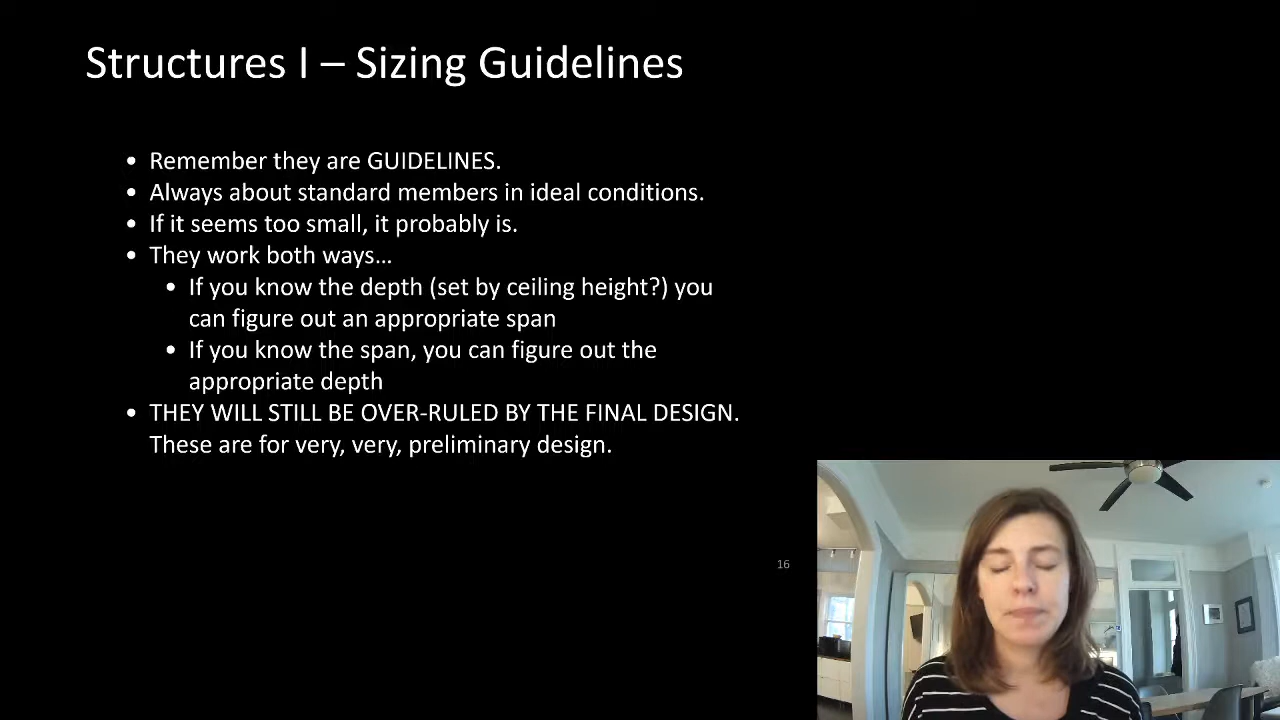 Structures I – Sizing Guidelines
• Remember they are GUIDELINES.
• Always about standard members in ideal conditions.
• If it seems too small, it probably is.
• They work both ways…
• If you know the depth (set by ceiling height?) you
can figure out an appropriate span
• If you know the span, you can figure out the
appropriate depth
• THEY WILL STILL BE OVER-RULED BY THE FINAL DESIGN.
These are for very, very, preliminary design.
16